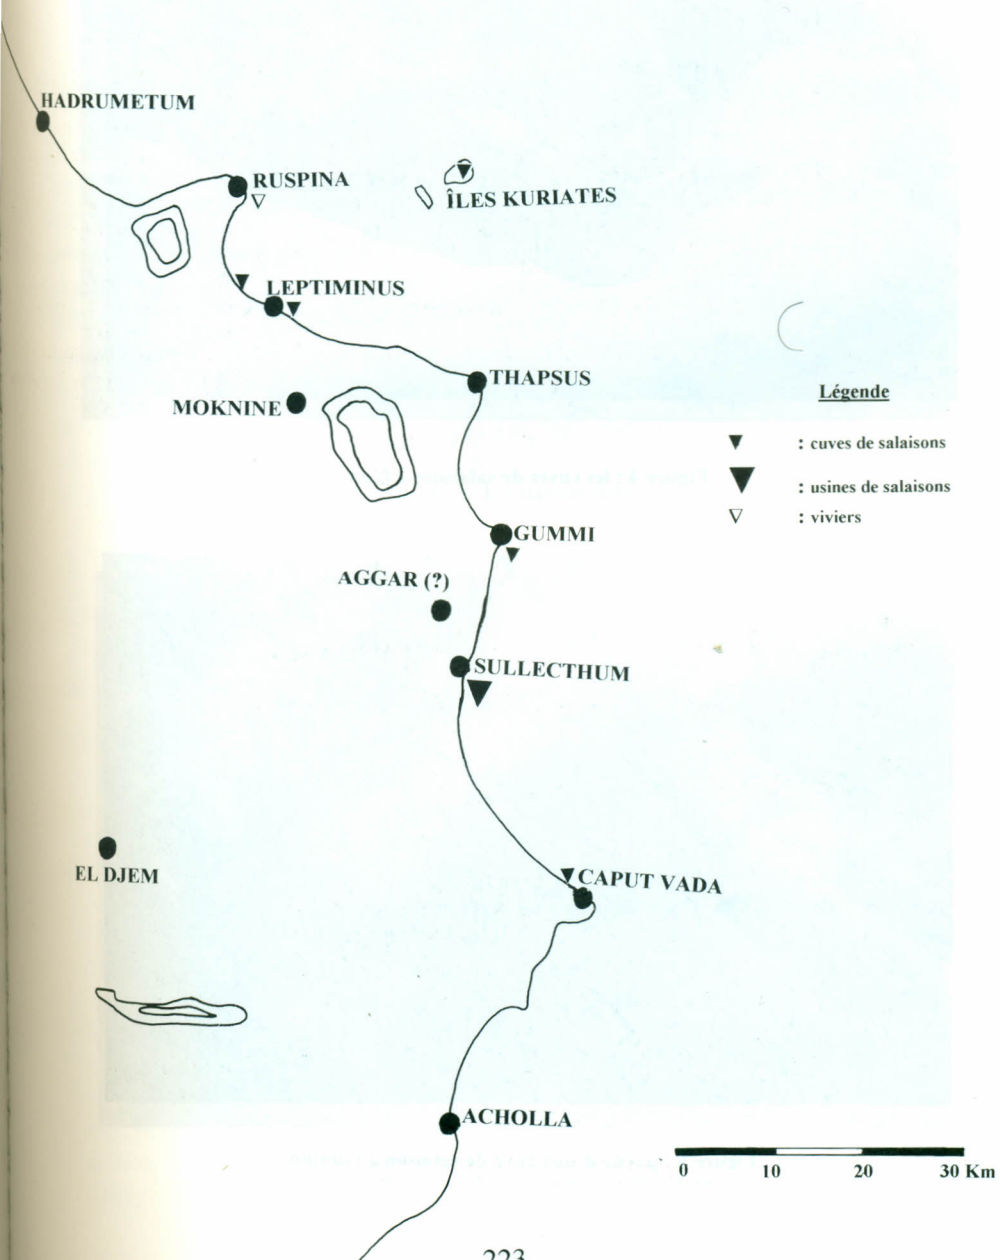 HADRUMETUM
RUSPINA
ÎLES KURIATES
LEPTIMINUS
THAPSUS
MOKNINE
Légende
: cuves de salaisons
: usines de salaisons
: viviers
GUMMI
AGGAR (?)
SULLECTHUM
EL DJEM
CAPUT VADA
ACHOLLA
0 10 20 30 Km
223